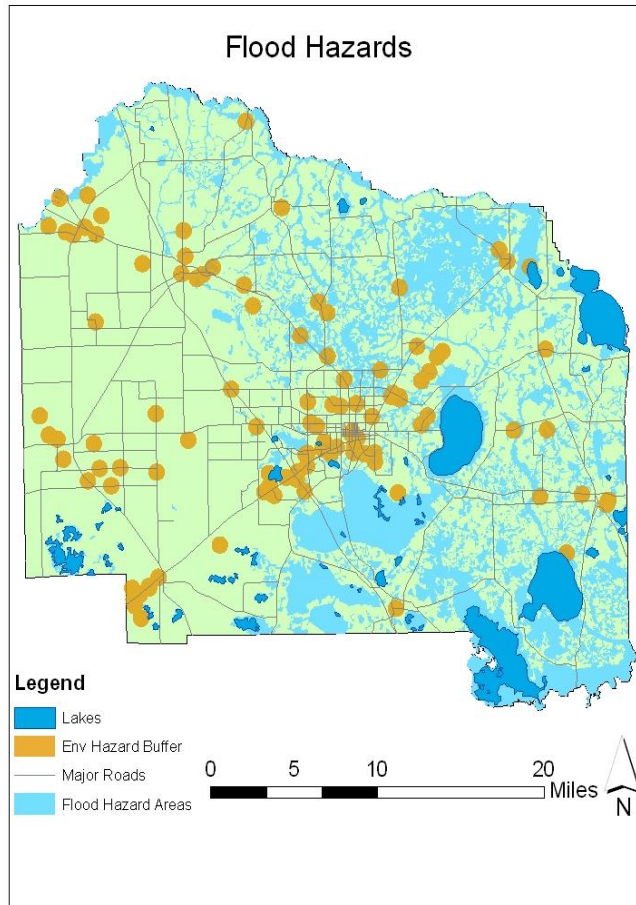 Flood Hazards
Legend
Lakes
Env Hazard Buffer
Major Roads
Flood Hazard Areas
0 5 10 20
Miles
N